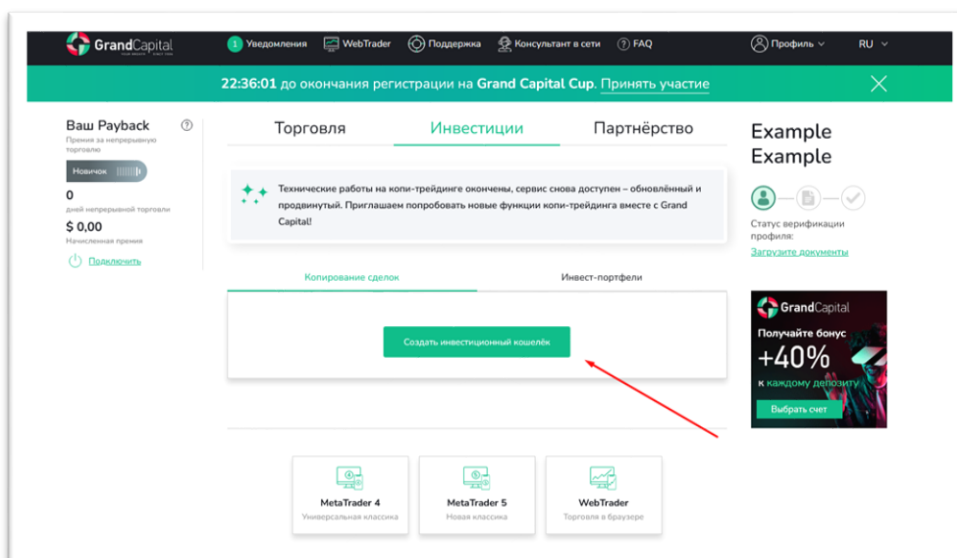 GrandCapital
1 Уведомления WebTrader Поддержка Консультант в сети ? FAQ Профиль RU
22:36:01 до окончания регистрации на Grand Capital Cup. Принять участие
Ваш Payback ?
Премия за непрерывную
торговлю
Новичок
0
дней непрерывной торговли
$ 0,00
Начисленная премия
Подключить
Торговля Инвестиции Партнёрство
Технические работы на копи-трейдинге окончены, сервис снова доступен – обновлённый и
продвинутый. Приглашаем попробовать новые функции копи-трейдинга вместе с Grand
Capital!
Копирование сделок Инвест-портфели
Создать инвестиционный кошелёк
MetaTrader 4
Универсальная классика
MetaTrader 5
Новая классика
WebTrader
Торговля в браузере
Example
Example
Статус верификации
профиля:
Загрузите документы
GrandCapital
Получайте бонус
+40%
к каждому депозиту
Выбрать счет